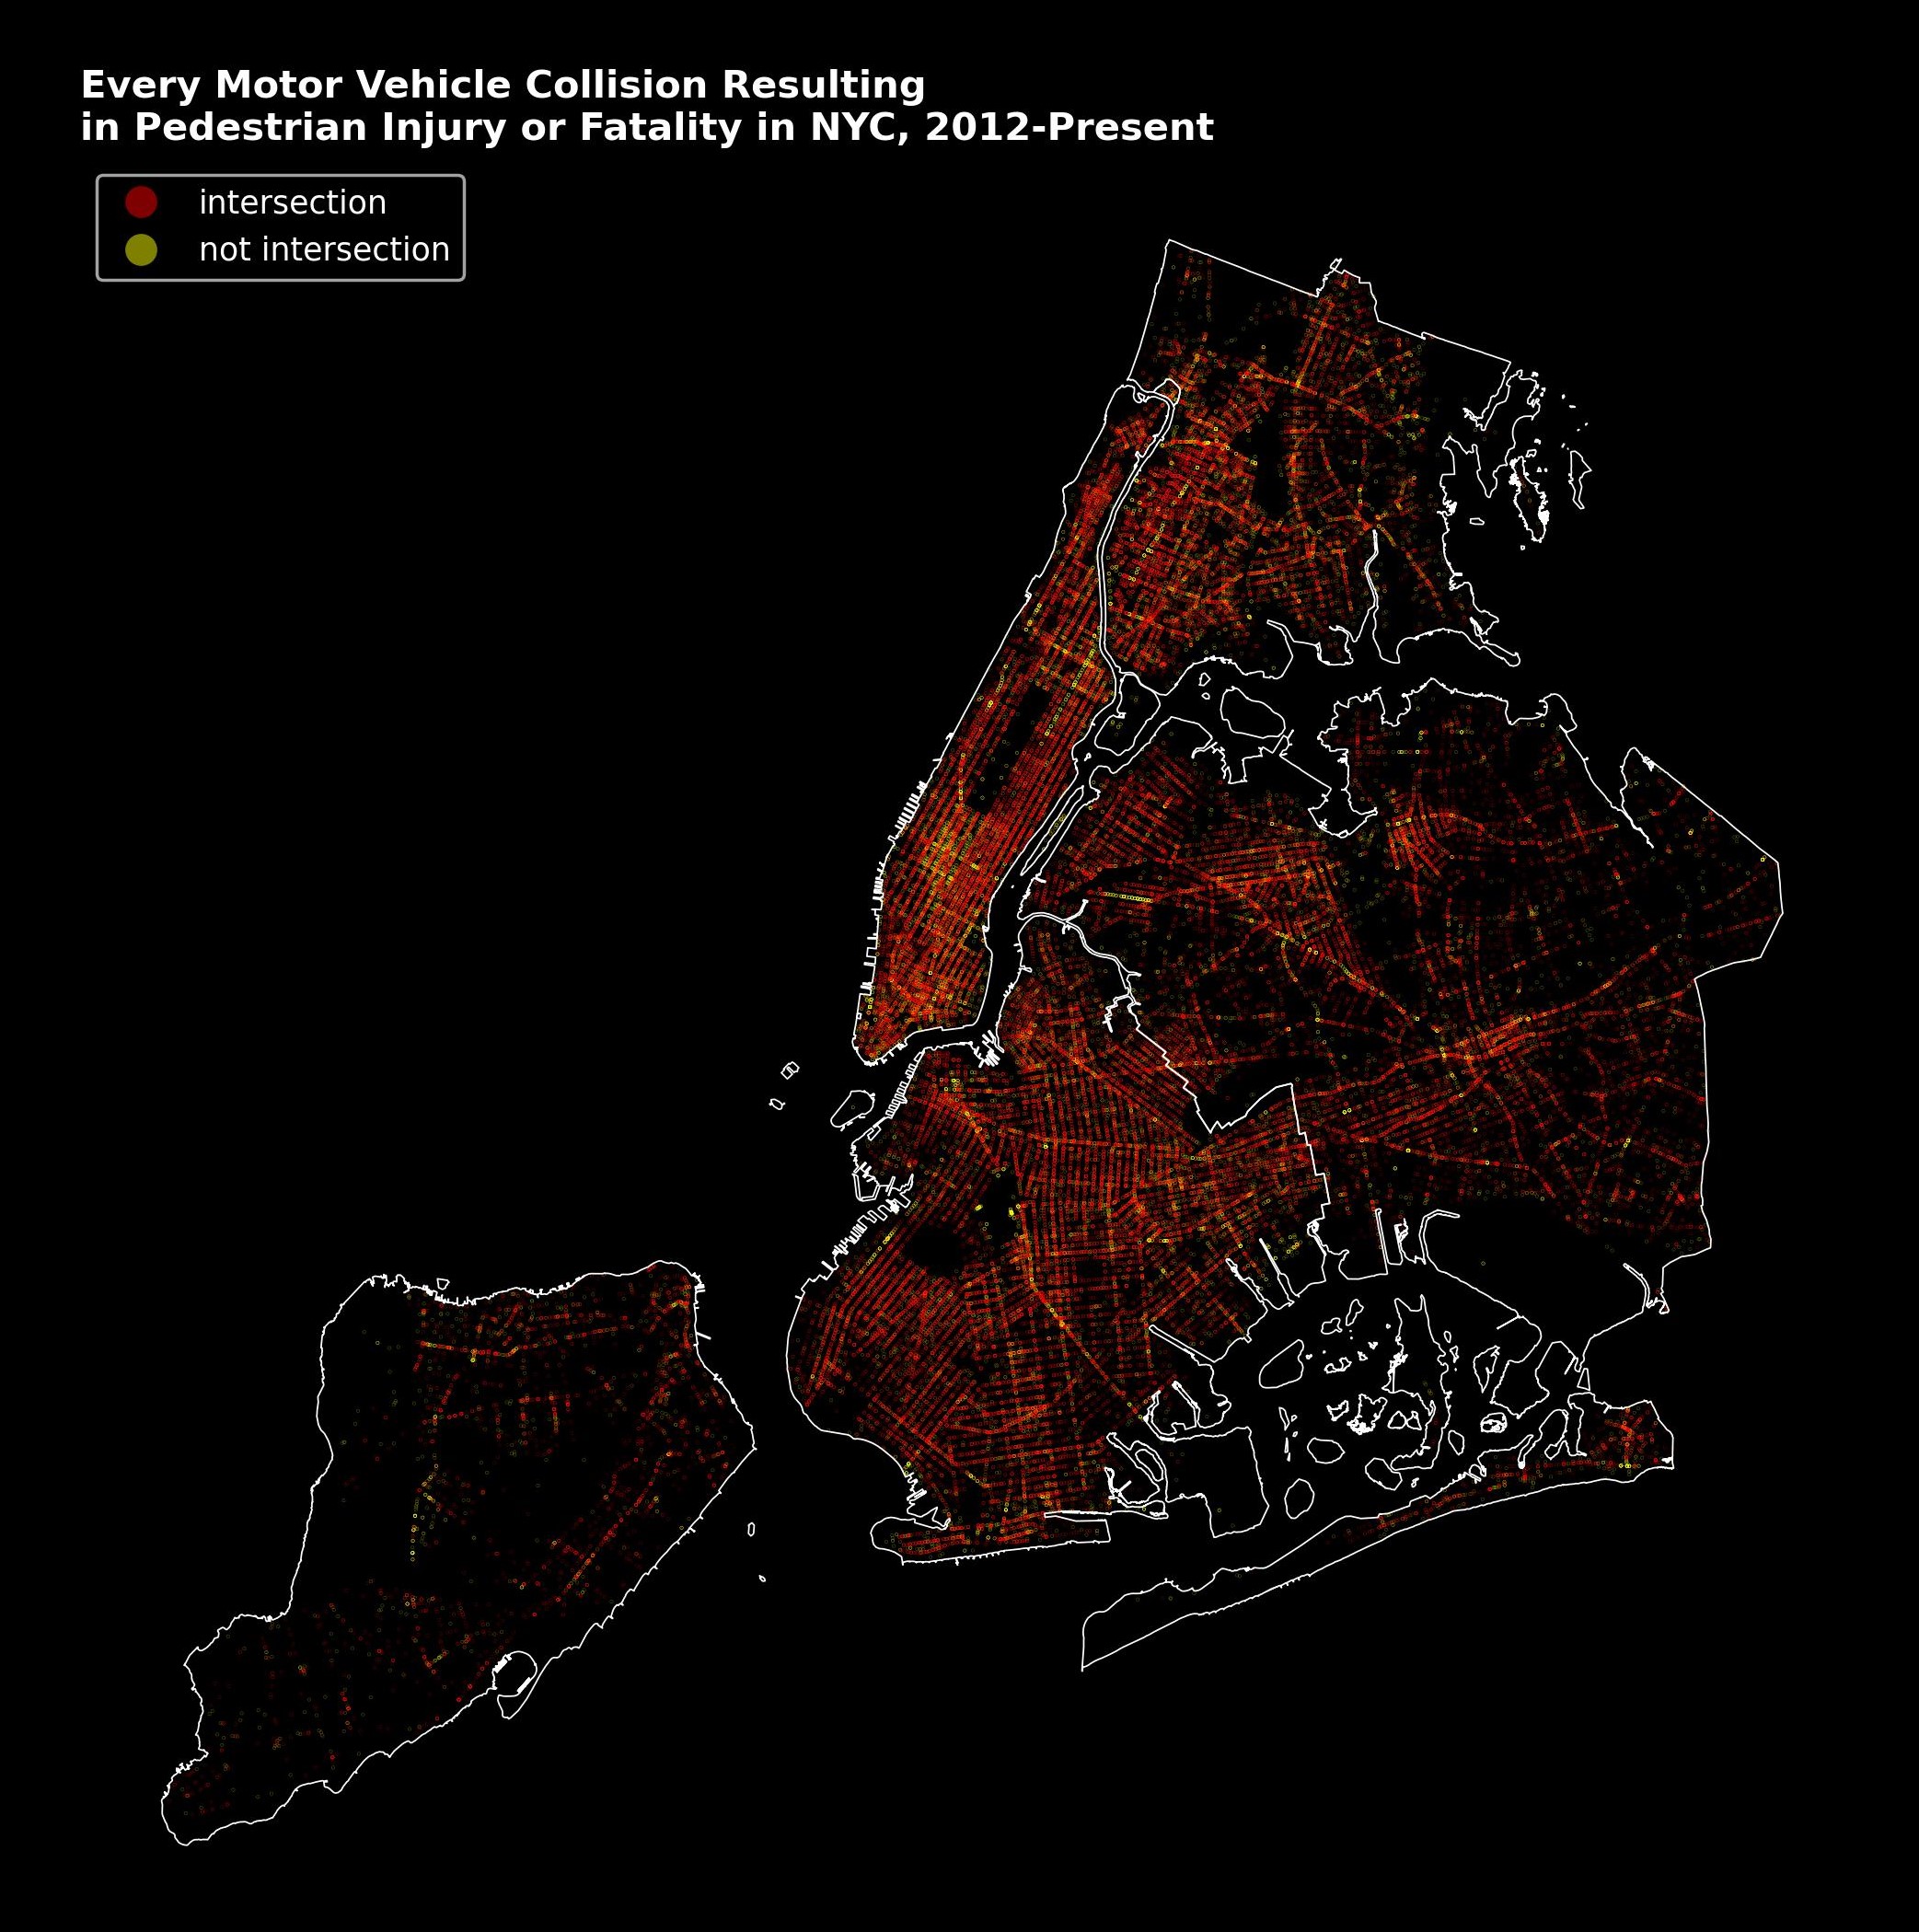 Every Motor Vehicle Collision Resulting
in Pedestrian Injury or Fatality in NYC, 2012-Present
intersection
not intersection